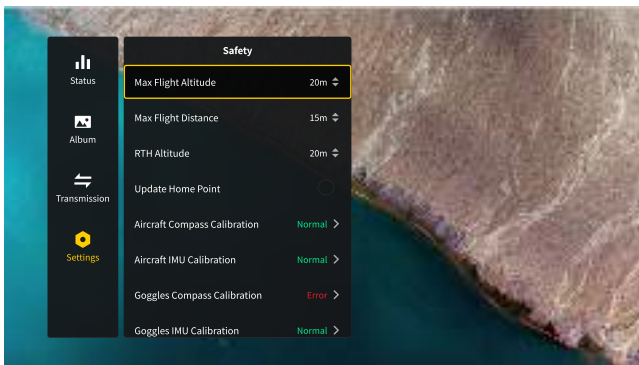 Status
Album
Transmission
Settings
Safety
Max Flight Altitude 20m
Max Flight Distance 15m
RTH Altitude 20m
Update Home Point
Aircraft Compass Calibration Normal
Aircraft IMU Calibration Normal
Goggles Compass Calibration Error
Goggles IMU Calibration Normal